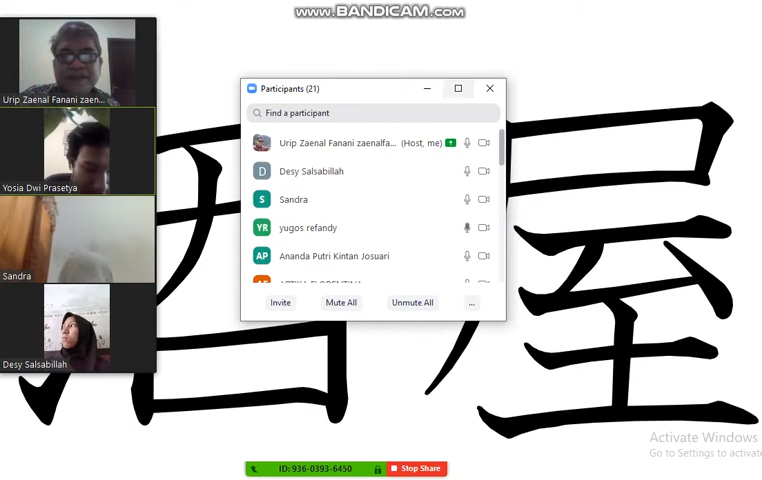 www.BANDICAM.com
Urip Zaenal Fanani zaen...
Yosia Dwi Prasetya
Sandra
Desy Salsabillah
Participants (21)
Find a participant
Urip Zaenal Fanani zaenalfa... (Host, me)
D Desy Salsabillah
S Sandra
YR yugos refandy
AP Ananda Putri Kintan Josuari
Invite Mute All Unmute All ...
屋
Activate Windows
Go to Settings to activate
ID: 936-0393-6450 Stop Share